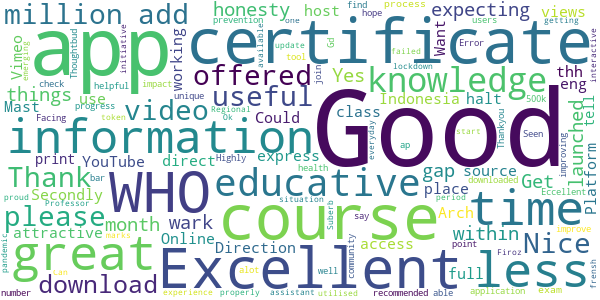 million add honesty host expecting views
prevention one find process users getting
hope
Vimeo emerging Thoughtbud initiative available update tool Gd Want failed Error interactive
app certificate
Working
check helpful impact things use offered Yes join lockdown knowledge
unique
progress Regional Ok token 500k
Mast video useful Indonesia halt thh eng launched
Facing class Could everyday ap Thankyou Seen improving
information Good
print YouTube direct express
Highly start
bar health
Thank WHO educative gap source tell Platform
proud Professor Secondly situation place Get downloaded Eccellent
please month wark course time
say period
attractive Online Direction Suberb access Arch within Nice
pandemic marks community point Firoz improve
great Excellent less
Lan alot well full application exam
download
number experience properly assistant utilised recommended able frensh